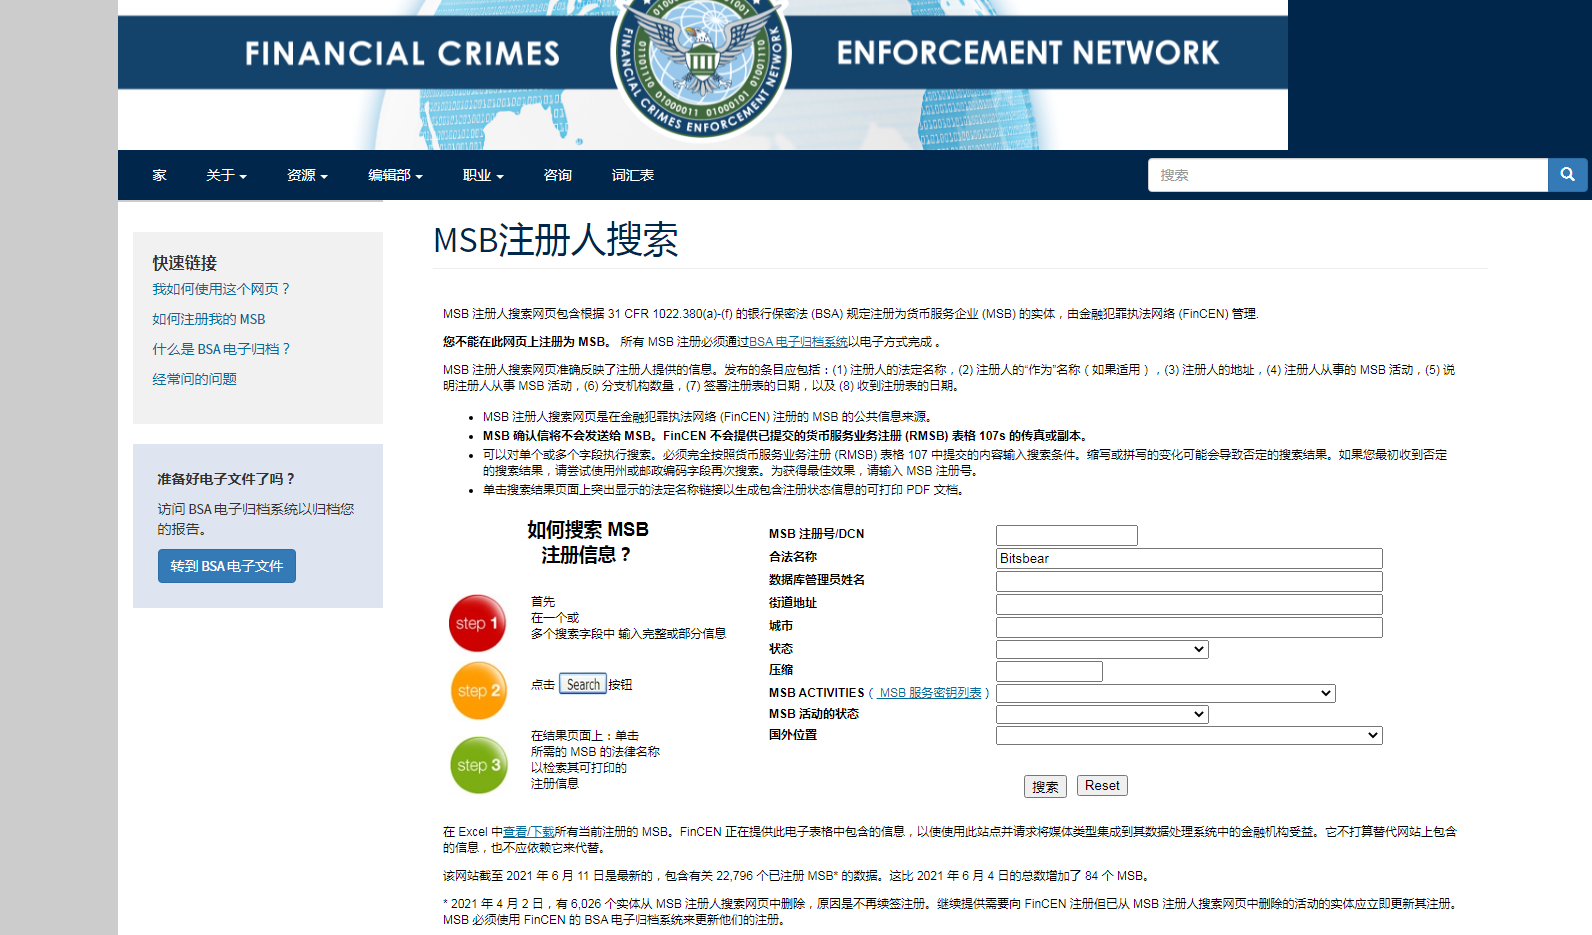 FINANCIAL CRIMES
ENFORCEMENT NETWORK
FINANCIAL CRIMES ENFORCEMENT NETWORK
家
关于
资源
编辑部
职业
咨询
词汇表
搜索
快速链接
我如何使用这个网页？
如何注册我的 MSB
什么是 BSA 电子归档？
经常问的问题
准备好电子文件了吗？
访问 BSA 电子归档系统以归档您
的报告。
转到 BSA 电子文件
MSB注册人搜索
MSB 注册人搜索网页包含根据 31 CFR 1022.380(a)-(f) 的银行保密法 (BSA) 规定注册为货币服务企业 (MSB) 的实体，由金融犯罪执法网络 (FinCEN) 管理.
您不能在此网页上注册为 MSB。 所有 MSB 注册必须通过BSA 电子归档系统以电子方式完成 。
MSB 注册人搜索网页准确反映了注册人提供的信息。发布的条目应包括：(1) 注册人的法定名称，(2) 注册人的“作为”名称（如果适用），(3) 注册人的地址，(4) 注册人从事的 MSB 活动，(5) 说
明注册人从事 MSB 活动，(6) 分支机构数量，(7) 签署注册表的日期，以及 (8) 收到注册表的日期。
• MSB 注册人搜索网页是在金融犯罪执法网络 (FinCEN) 注册的 MSB 的公共信息来源。
• MSB 确认信将不会发送给 MSB。FinCEN 不会提供已提交的货币服务业务注册 (RMSB) 表格 107s 的传真或副本。
• 可以对单个或多个字段执行搜索。必须完全按照货币服务业务注册 (RMSB) 表格 107 中提交的内容输入搜索条件。缩写或拼写的变化可能会导致否定的搜索结果。如果您最初收到否定
的搜索结果，请尝试使用州或邮政编码字段再次搜索。为获得最佳效果，请输入 MSB 注册号。
• 单击搜索结果页面上突出显示的法定名称链接以生成包含注册状态信息的可打印 PDF 文档。
如何搜索 MSB
注册信息？
step 1
首先
在一个或
多个搜索字段中 输入完整或部分信息
step 2
点击 Search 按钮
step 3
在结果页面上：单击
所需的 MSB 的法律名称
以检索其可打印的
注册信息
MSB 注册号/DCN
合法名称 Bitsbear
数据库管理员姓名
街道地址
城市
状态
压缩
MSB ACTIVITIES（ MSB 服务密钥列表 ）
MSB 活动的状态
国外位置
搜索 Reset
在 Excel 中查看/下载所有当前注册的 MSB。FinCEN 正在提供此电子表格中包含的信息，以便使用此站点并请求将媒体类型集成到其数据处理系统中的金融机构受益。它不打算替代网站上包含
的信息，也不应依赖它来代替。
该网站截至 2021 年 6 月 11 日是最新的，包含有关 22,796 个已注册 MSB* 的数据。这比 2021 年 6 月 4 日的总数增加了 84 个 MSB。
* 2021 年 4 月 2 日，有 6,026 个实体从 MSB 注册人搜索网页中删除，原因是不再续签注册。继续提供需要向 FinCEN 注册但已从 MSB 注册人搜索网页中删除的活动的实体应立即更新其注册。
MSB 必须使用 FinCEN 的 BSA 电子归档系统来更新他们的注册。